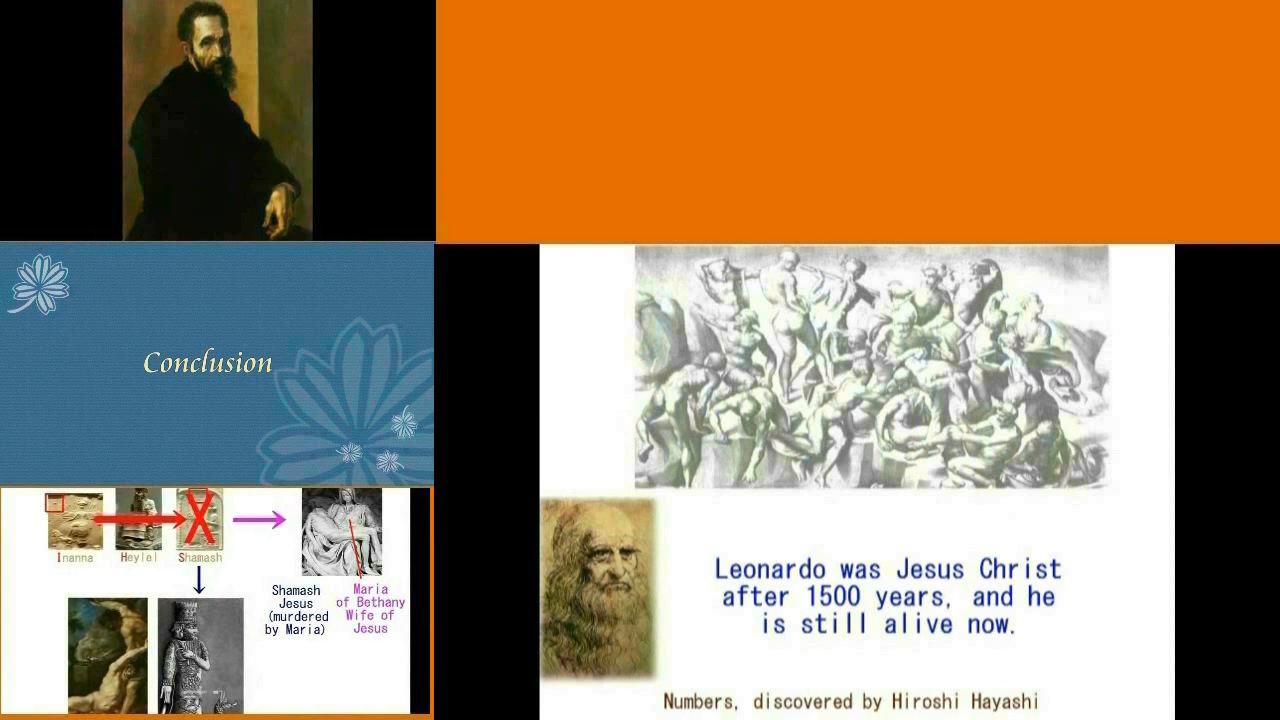 Conclusion
Inanna
Heylel
Shamash
Shamash
Jesus
(murdered
by Maria)
Maria
of Bethany
Wife of
Jesus
Leonardo was Jesus Christ
after 1500 years, and he
is still alive now.
Numbers, discovered by Hiroshi Hayashi